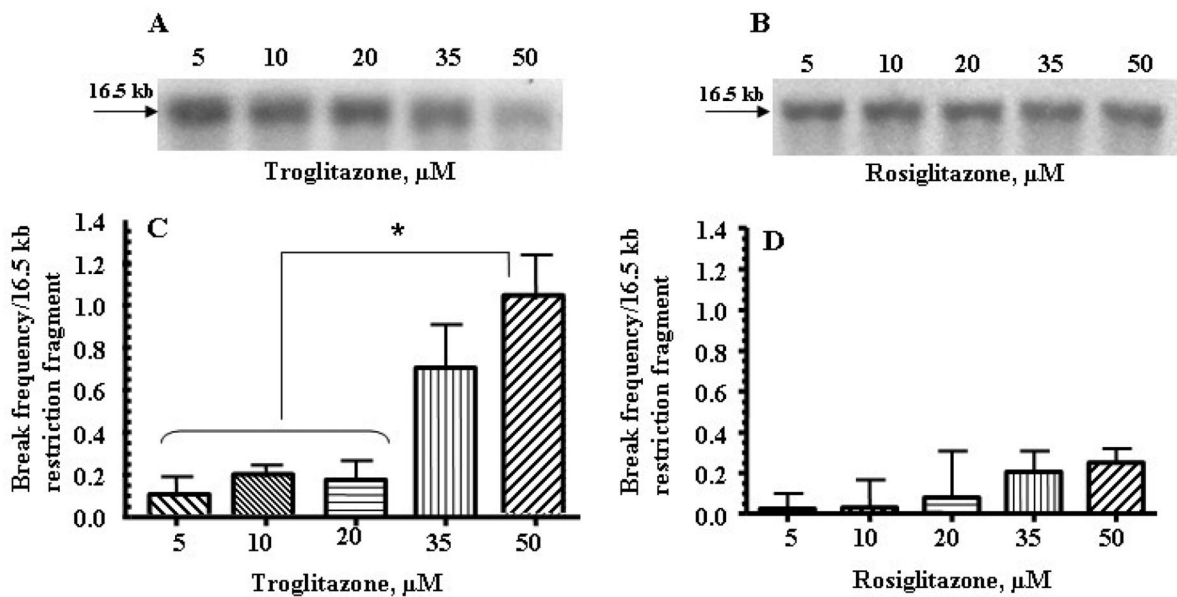 A
5 10 20 35 50
16.5 kb
Troglitazone, µM
B
5 10 20 35 50
16.5 kb
Rosiglitazone, µM
C
Break frequency/16.5 kb
restriction fragment
1.4
1.2
1.0
0.8
0.6
0.4
0.2
0.0
*
5 10 20 35 50
Troglitazone, µM
D
Break frequency/16.5 kb
restriction fragment
1.4
1.2
1.0
0.8
0.6
0.4
0.2
0.0
5 10 20 35 50
Rosiglitazone, µM